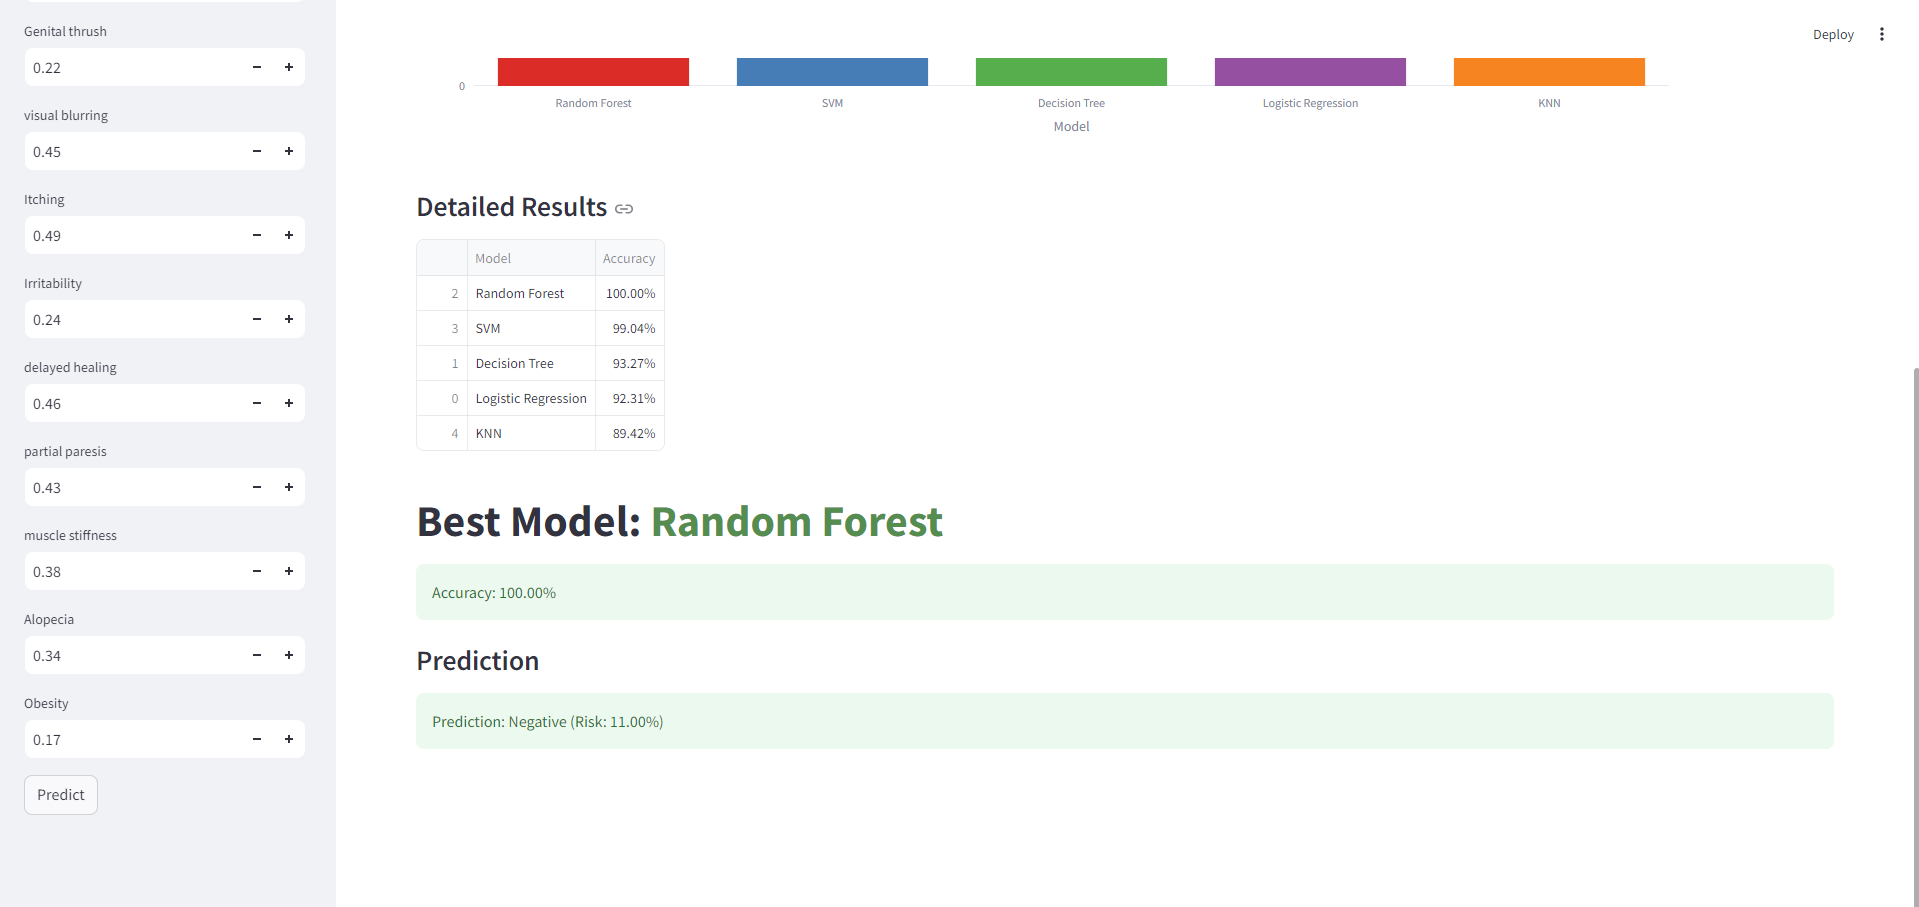 Genital thrush
0.22
visual blurring
0.45
Itching
0.49
Irritability
0.24
delayed healing
0.46
partial paresis
0.43
muscle stiffness
0.38
Alopecia
0.34
Obesity
0.17
Predict
Deploy
0
Random Forest SVM Decision Tree Logistic Regression KNN
Model
Detailed Results
Model Accuracy
2 Random Forest 100.00%
3 SVM 99.04%
1 Decision Tree 93.27%
0 Logistic Regression 92.31%
4 KNN 89.42%
Best Model: Random Forest
Accuracy: 100.00%
Prediction
Prediction: Negative (Risk: 11.00%)